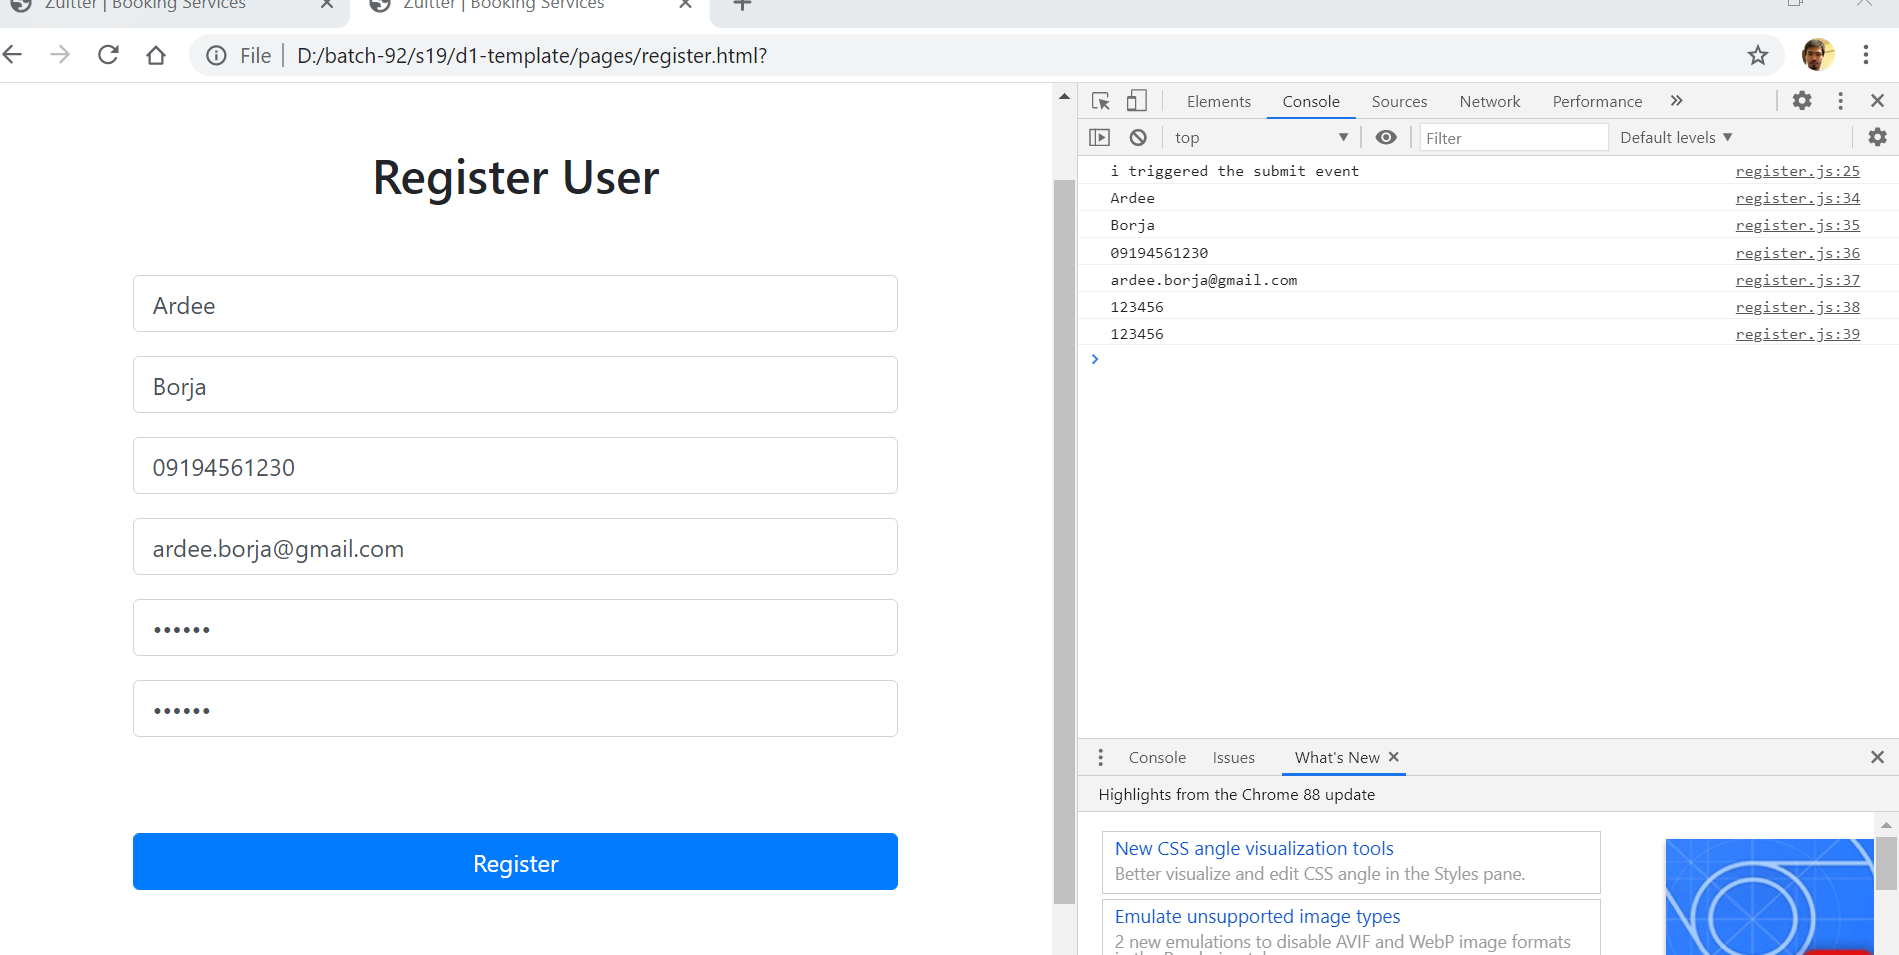 Zuitter | Booking Services
Zuitter | Booking Services
File | D:/batch-92/s19/d1-template/pages/register.html?
Register User
Ardee
Borja
09194561230
ardee.borja@gmail.com
••••••
••••••
Register
Elements Console Sources Network Performance »
top Filter Default levels ▼
i triggered the submit event register.js:25
Ardee register.js:34
Borja register.js:35
09194561230 register.js:36
ardee.borja@gmail.com register.js:37
123456 register.js:38
123456 register.js:39
Console Issues What's New
Highlights from the Chrome 88 update
New CSS angle visualization tools
Better visualize and edit CSS angle in the Styles pane.
Emulate unsupported image types
2 new emulations to disable AVIF and WebP image formats